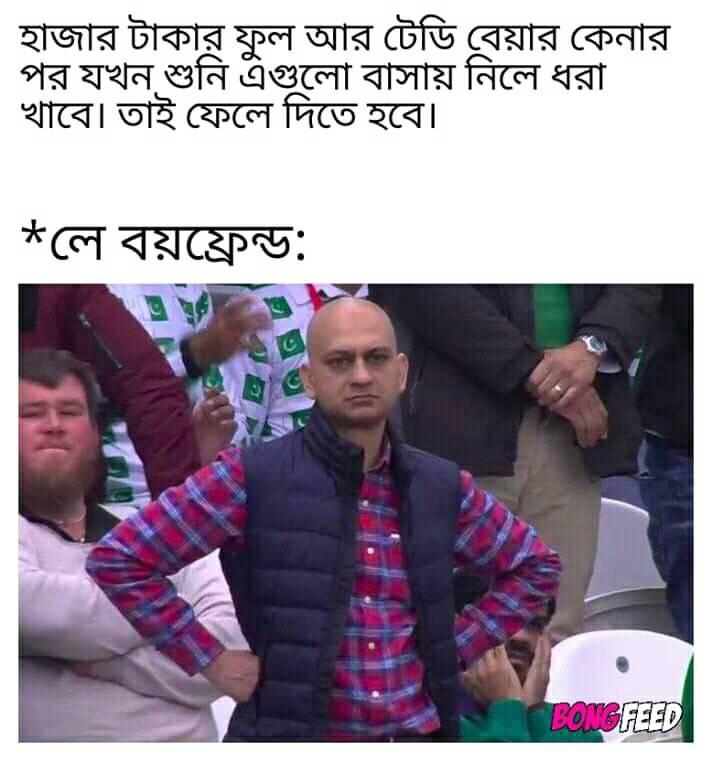 হাজার টাকার ফুল আর টেডি বেয়ার কেনার
পর যখন শুনি এগুলো বাসায় নিলে ধরা
খাবে। তাই ফেলে দিতে হবে।
*লে বয়ফ্রেন্ড:
BONG FEED